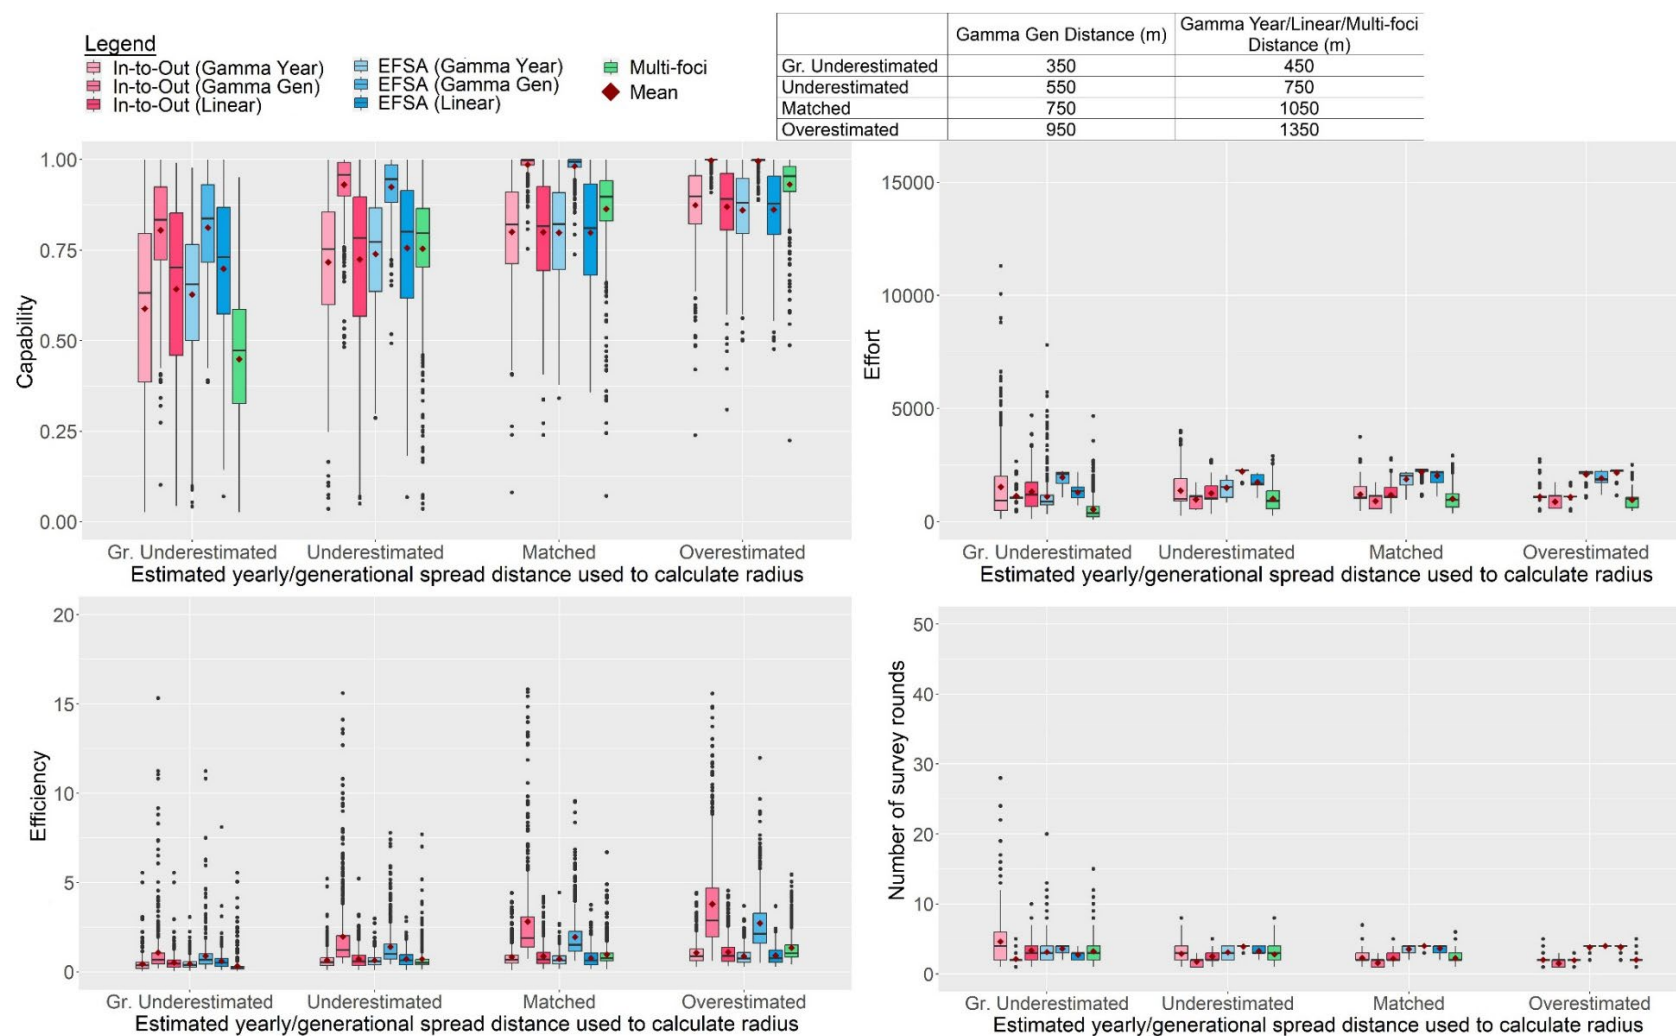 Legend
In-to-Out (Gamma Year)
In-to-Out (Gamma Gen)
In-to-Out (Linear)
EFSA (Gamma Year)
EFSA (Gamma Gen)
EFSA (Linear)
Multi-foci
Mean
Gamma Gen Distance (m)
Gamma Year/Linear/Multi-foci
Distance (m)
Gr. Underestimated 350 450
Underestimated 550 750
Matched 750 1050
Overestimated 950 1350
Capability
1.00
0.75
0.50
0.25
0.00
Gr. Underestimated Underestimated Matched Overestimated
Estimated yearly/generational spread distance used to calculate radius
Effort
15000
10000
5000
0
Gr. Underestimated Underestimated Matched Overestimated
Estimated yearly/generational spread distance used to calculate radius
Efficiency
20
15
10
5
0
Gr. Underestimated Underestimated Matched Overestimated
Estimated yearly/generational spread distance used to calculate radius
Number of survey rounds
50
40
30
20
10
0
Gr. Underestimated Underestimated Matched Overestimated
Estimated yearly/generational spread distance used to calculate radius